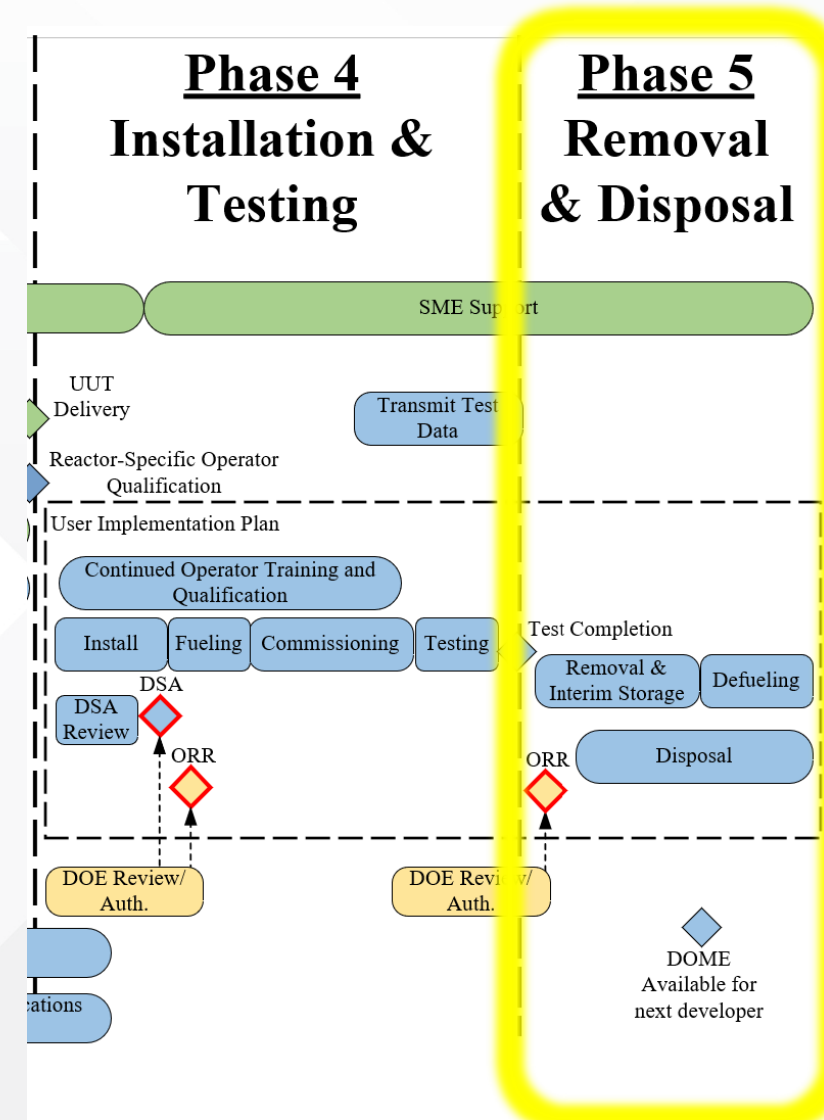 Phase 4
Installation &
Testing
Phase 5
Removal
& Disposal
SME Support
UUT
Delivery
Transmit Test
Data
Reactor-Specific Operator
Qualification
User Implementation Plan
Continued Operator Training and
Qualification
Install
Fueling
Commissioning
Testing
Test Completion
Removal &
Interim Storage
Defueling
DSA
Review
DSA
ORR
ORR
Disposal
DOE Review/
Auth.
DOE Review/
Auth.
DOME
Available for
next developer
cations